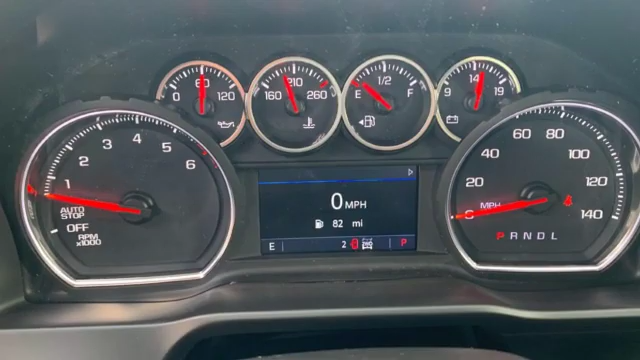 0 60 120
160 210 260
E 1/2 F
9 14 19
1 2 3 4 5 6
AUTO
STOP
OFF
RPM
x1000
0 MPH
82 mi
E 2 P
0 20 40 60 80 100 120 140
MPH
P R N D L